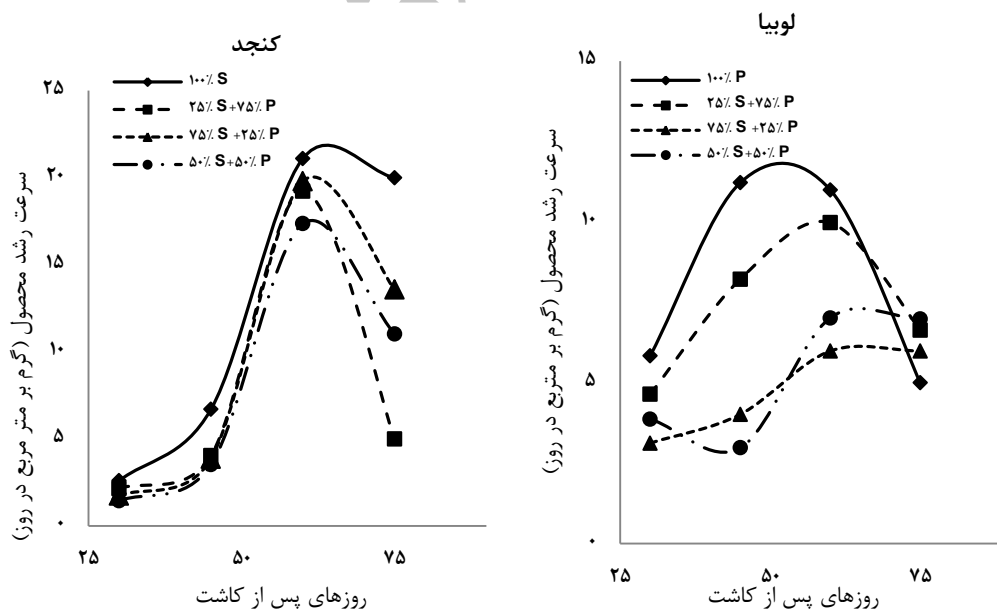 کنجد
۲۵
۲۰
۱۵
۱۰
۵
۰
۲۵
۵۰
۷۵
۱۰۰٪ S
۲۵٪ S+۷۵٪ P
۷۵٪ S +۲۵٪ P
۵۰٪ S+۵۰٪ P
سرعت رشد محصول (گرم بر متر مربع در روز)
روزهای پس از کاشت
لوبیا
۱۵
۱۰
۵
۰
۲۵
۵۰
۷۵
۱۰۰٪ P
۲۵٪ S+۷۵٪ P
۷۵٪ S +۲۵٪ P
۵۰٪ S+۵۰٪ P
سرعت رشد محصول (گرم بر متربع در روز)
روزهای پس از کاشت